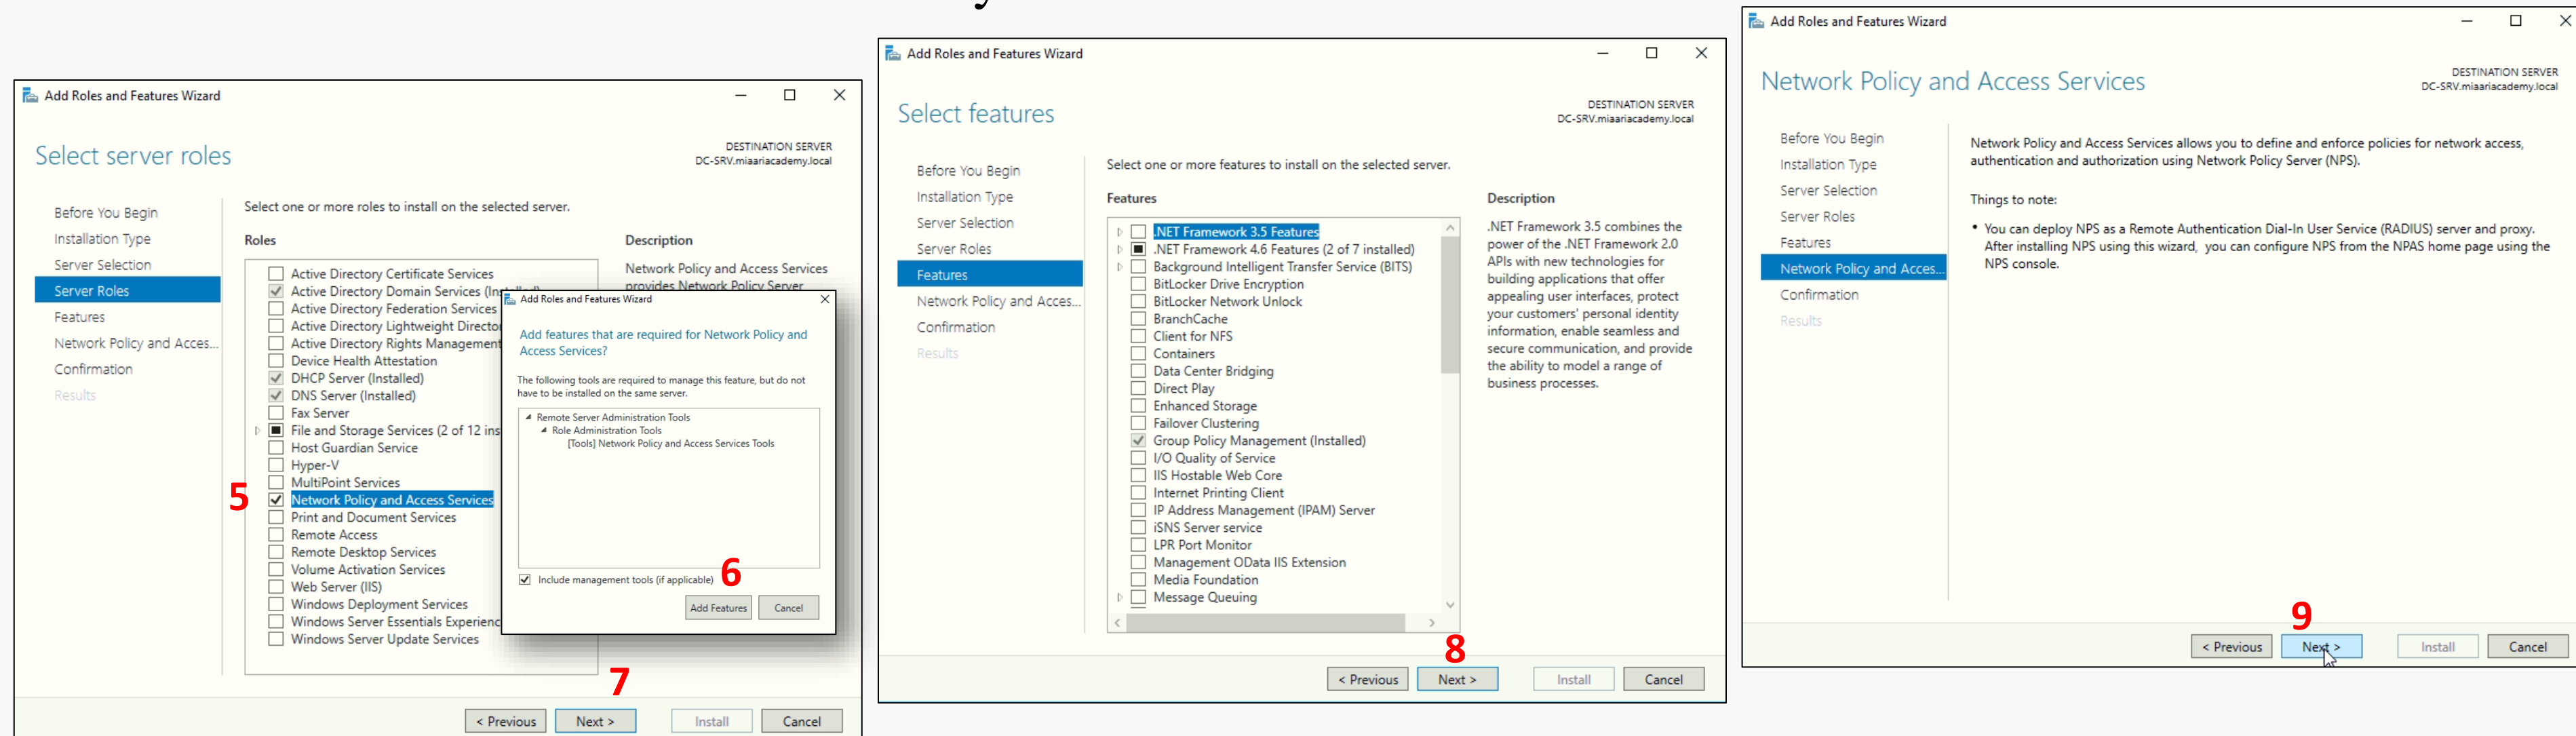 Add Roles and Features Wizard
Select server roles
DESTINATION SERVER
DC-SRV.miaariacademy.local
Before You Begin
Installation Type
Server Selection
Server Roles
Features
Network Policy and Acces...
Confirmation
Results
Select one or more roles to install on the selected server.
Roles
Active Directory Certificate Services
Active Directory Domain Services
Active Directory Federation Services
Active Directory Lightweight
Active Directory Rights Management
Device Health Attestation
DHCP Server (Installed)
DNS Server (Installed)
Fax Server
File and Storage Services (2 of 12 ins
Host Guardian Service
Hyper-V
MultiPoint Services
5
Network Policy and Access Services
Print and Document Services
Remote Access
Remote Desktop Services
Volume Activation Services
Web Server (IIS)
Windows Deployment Services
Windows Server Essentials Experienc
Windows Server Update Services
Description
Network Policy and Access Services
provides Network Policy Server
Add Roles and Features Wizard
Add features that are required for Network Policy and
Access Services?
The following tools are required to manage this feature, but do not
have to be installed on the same server.
Remote Server Administration Tools
Role Administration Tools
[Tools] Network Policy and Access Services Tools
Include management tools (if applicable)
6
Add Features
Cancel
7
< Previous
Next >
Install
Cancel
Add Roles and Features Wizard
Select features
DESTINATION SERVER
DC-SRV.miaariacademy.local
Before You Begin
Installation Type
Server Selection
Server Roles
Features
Network Policy and Acces...
Confirmation
Results
Select one or more features to install on the selected server.
Features
.NET Framework 3.5 Features
.NET Framework 4.6 Features (2 of 7 installed)
Background Intelligent Transfer Service (BITS)
BitLocker Drive Encryption
BitLocker Network Unlock
BranchCache
Client for NFS
Containers
Data Center Bridging
Direct Play
Enhanced Storage
Failover Clustering
Group Policy Management (Installed)
I/O Quality of Service
IIS Hostable Web Core
Internet Printing Client
IP Address Management (IPAM) Server
iSNS Server service
LPR Port Monitor
Management OData IIS Extension
Media Foundation
Message Queuing
Description
.NET Framework 3.5 combines the
power of the .NET Framework 2.0
APIs with new technologies for
building applications that offer
appealing user interfaces, protect
your customers' personal identity
information, enable seamless and
secure communication, and provide
the ability to model a range of
business processes.
8
< Previous
Next >
Install
Cancel
Add Roles and Features Wizard
Network Policy and Access Services
DESTINATION SERVER
DC-SRV.miaariacademy.local
Before You Begin
Installation Type
Server Selection
Server Roles
Features
Network Policy and Acces...
Confirmation
Results
Network Policy and Access Services allows you to define and enforce policies for network access,
authentication and authorization using Network Policy Server (NPS).
Things to note:
• You can deploy NPS as a Remote Authentication Dial-In User Service (RADIUS) server and proxy.
After installing NPS using this wizard, you can configure NPS from the NPAS home page using the
NPS console.
9
< Previous
Next >
Install
Cancel